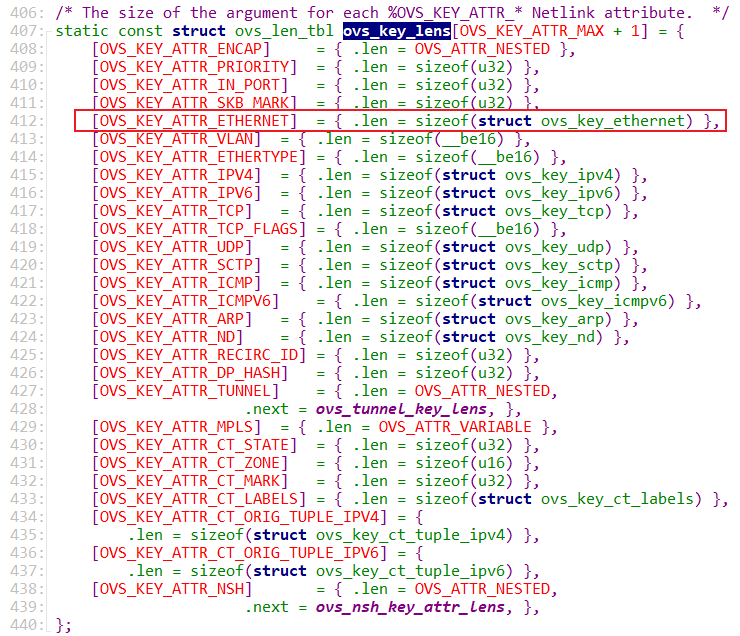 406: /* The size of the argument for each %OVS_KEY_ATTR_* Netlink attribute.  */
407: static const struct ovs_len_tbl ovs_key_lens[OVS_KEY_ATTR_MAX + 1] = {
408:     [OVS_KEY_ATTR_ENCAP]     = { .len = OVS_ATTR_NESTED },
409:     [OVS_KEY_ATTR_PRIORITY]  = { .len = sizeof(u32) },
410:     [OVS_KEY_ATTR_IN_PORT]   = { .len = sizeof(u32) },
411:     [OVS_KEY_ATTR_SKB_MARK]  = { .len = sizeof(u32) },
412:     [OVS_KEY_ATTR_ETHERNET]  = { .len = sizeof(struct ovs_key_ethernet) },
413:     [OVS_KEY_ATTR_VLAN]  = { .len = sizeof(__be16) },
414:     [OVS_KEY_ATTR_ETHERTYPE] = { .len = sizeof(__be16) },
415:     [OVS_KEY_ATTR_IPV4]  = { .len = sizeof(struct ovs_key_ipv4) },
416:     [OVS_KEY_ATTR_IPV6]  = { .len = sizeof(struct ovs_key_ipv6) },
417:     [OVS_KEY_ATTR_TCP]   = { .len = sizeof(struct ovs_key_tcp) },
418:     [OVS_KEY_ATTR_TCP_FLAGS] = { .len = sizeof(__be16) },
419:     [OVS_KEY_ATTR_UDP]   = { .len = sizeof(struct ovs_key_udp) },
420:     [OVS_KEY_ATTR_SCTP]  = { .len = sizeof(struct ovs_key_sctp) },
421:     [OVS_KEY_ATTR_ICMP]  = { .len = sizeof(struct ovs_key_icmp) },
422:     [OVS_KEY_ATTR_ICMPV6]    = { .len = sizeof(struct ovs_key_icmpv6) },
423:     [OVS_KEY_ATTR_ARP]   = { .len = sizeof(struct ovs_key_arp) },
424:     [OVS_KEY_ATTR_ND]    = { .len = sizeof(struct ovs_key_nd) },
425:     [OVS_KEY_ATTR_RECIRC_ID] = { .len = sizeof(u32) },
426:     [OVS_KEY_ATTR_DP_HASH]   = { .len = sizeof(u32) },
427:     [OVS_KEY_ATTR_TUNNEL]    = { .len = OVS_ATTR_NESTED,
428:                      .next = ovs_tunnel_key_lens, },
429:     [OVS_KEY_ATTR_MPLS]  = { .len = OVS_ATTR_VARIABLE },
430:     [OVS_KEY_ATTR_CT_STATE]  = { .len = sizeof(u32) },
431:     [OVS_KEY_ATTR_CT_ZONE]   = { .len = sizeof(u16) },
432:     [OVS_KEY_ATTR_CT_MARK]   = { .len = sizeof(u32) },
433:     [OVS_KEY_ATTR_CT_LABELS] = { .len = sizeof(struct ovs_key_ct_labels) },
434:     [OVS_KEY_ATTR_CT_ORIG_TUPLE_IPV4] = {
435:         .len = sizeof(struct ovs_key_ct_tuple_ipv4) },
436:     [OVS_KEY_ATTR_CT_ORIG_TUPLE_IPV6] = {
437:         .len = sizeof(struct ovs_key_ct_tuple_ipv6) },
438:     [OVS_KEY_ATTR_NSH]       = { .len = OVS_ATTR_NESTED,
439:                      .next = ovs_nsh_key_attr_lens, },
440: };